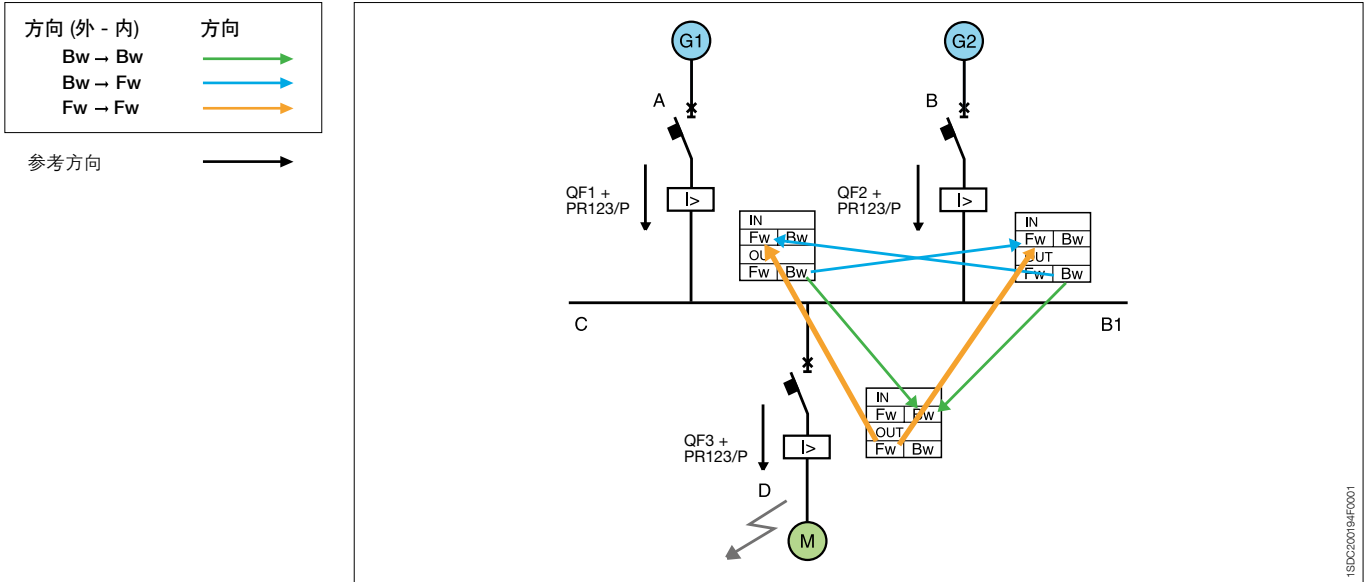 方向 (外 - 内) 方向
Bw → Bw
Bw → Fw
Fw → Fw
参考方向
G1
G2
A
B
QF1 +
PR123/P
I>
QF2 +
PR123/P
I>
IN
Fw Bw
OUT
Fw Bw
IN
Fw Bw
OUT
Fw Bw
C
B1
IN
Fw Bw
OUT
Fw Bw
QF3 +
PR123/P
I>
D
M
1SDC200194F0001